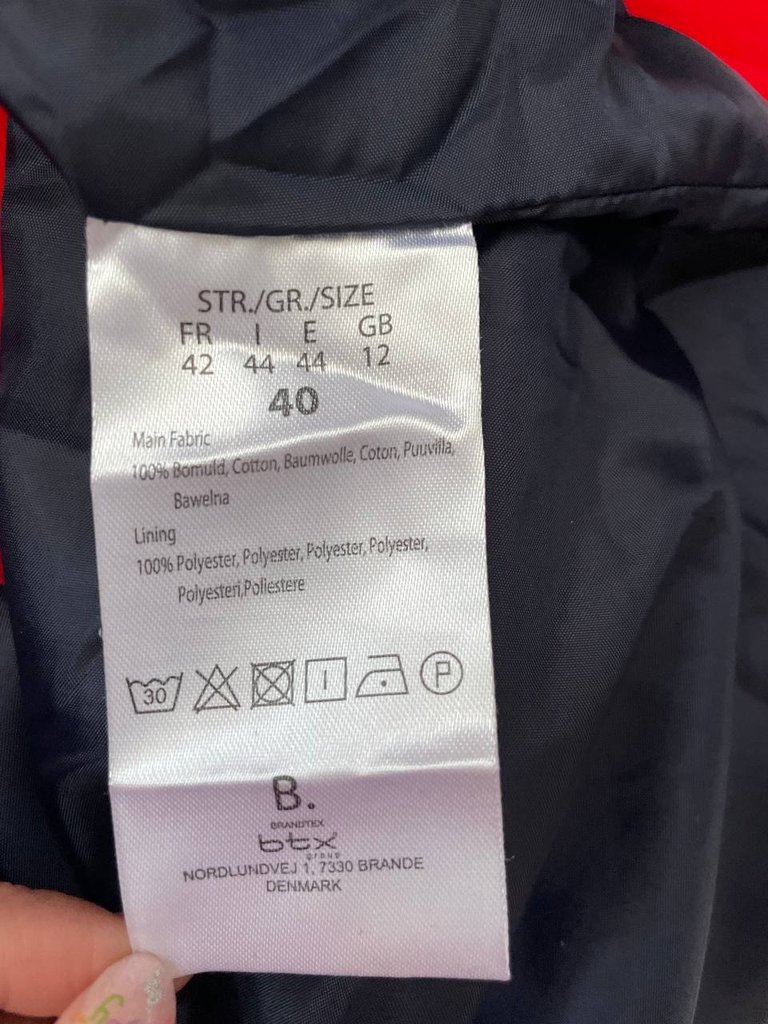 STR./GR./SIZE
FR I E GB
42 44 44 12
40
Main Fabric
100% Bomuld, Cotton, Baumwolle, Coton, Puuvilla,
Bawelna
Lining
100% Polyester, Polyester, Polyester, Polyester,
Polyesteri,Poliestere
30 P
B.
BRANDTEX
btx
group
NORDLUNDVEJ 1, 7330 BRANDE
DENMARK